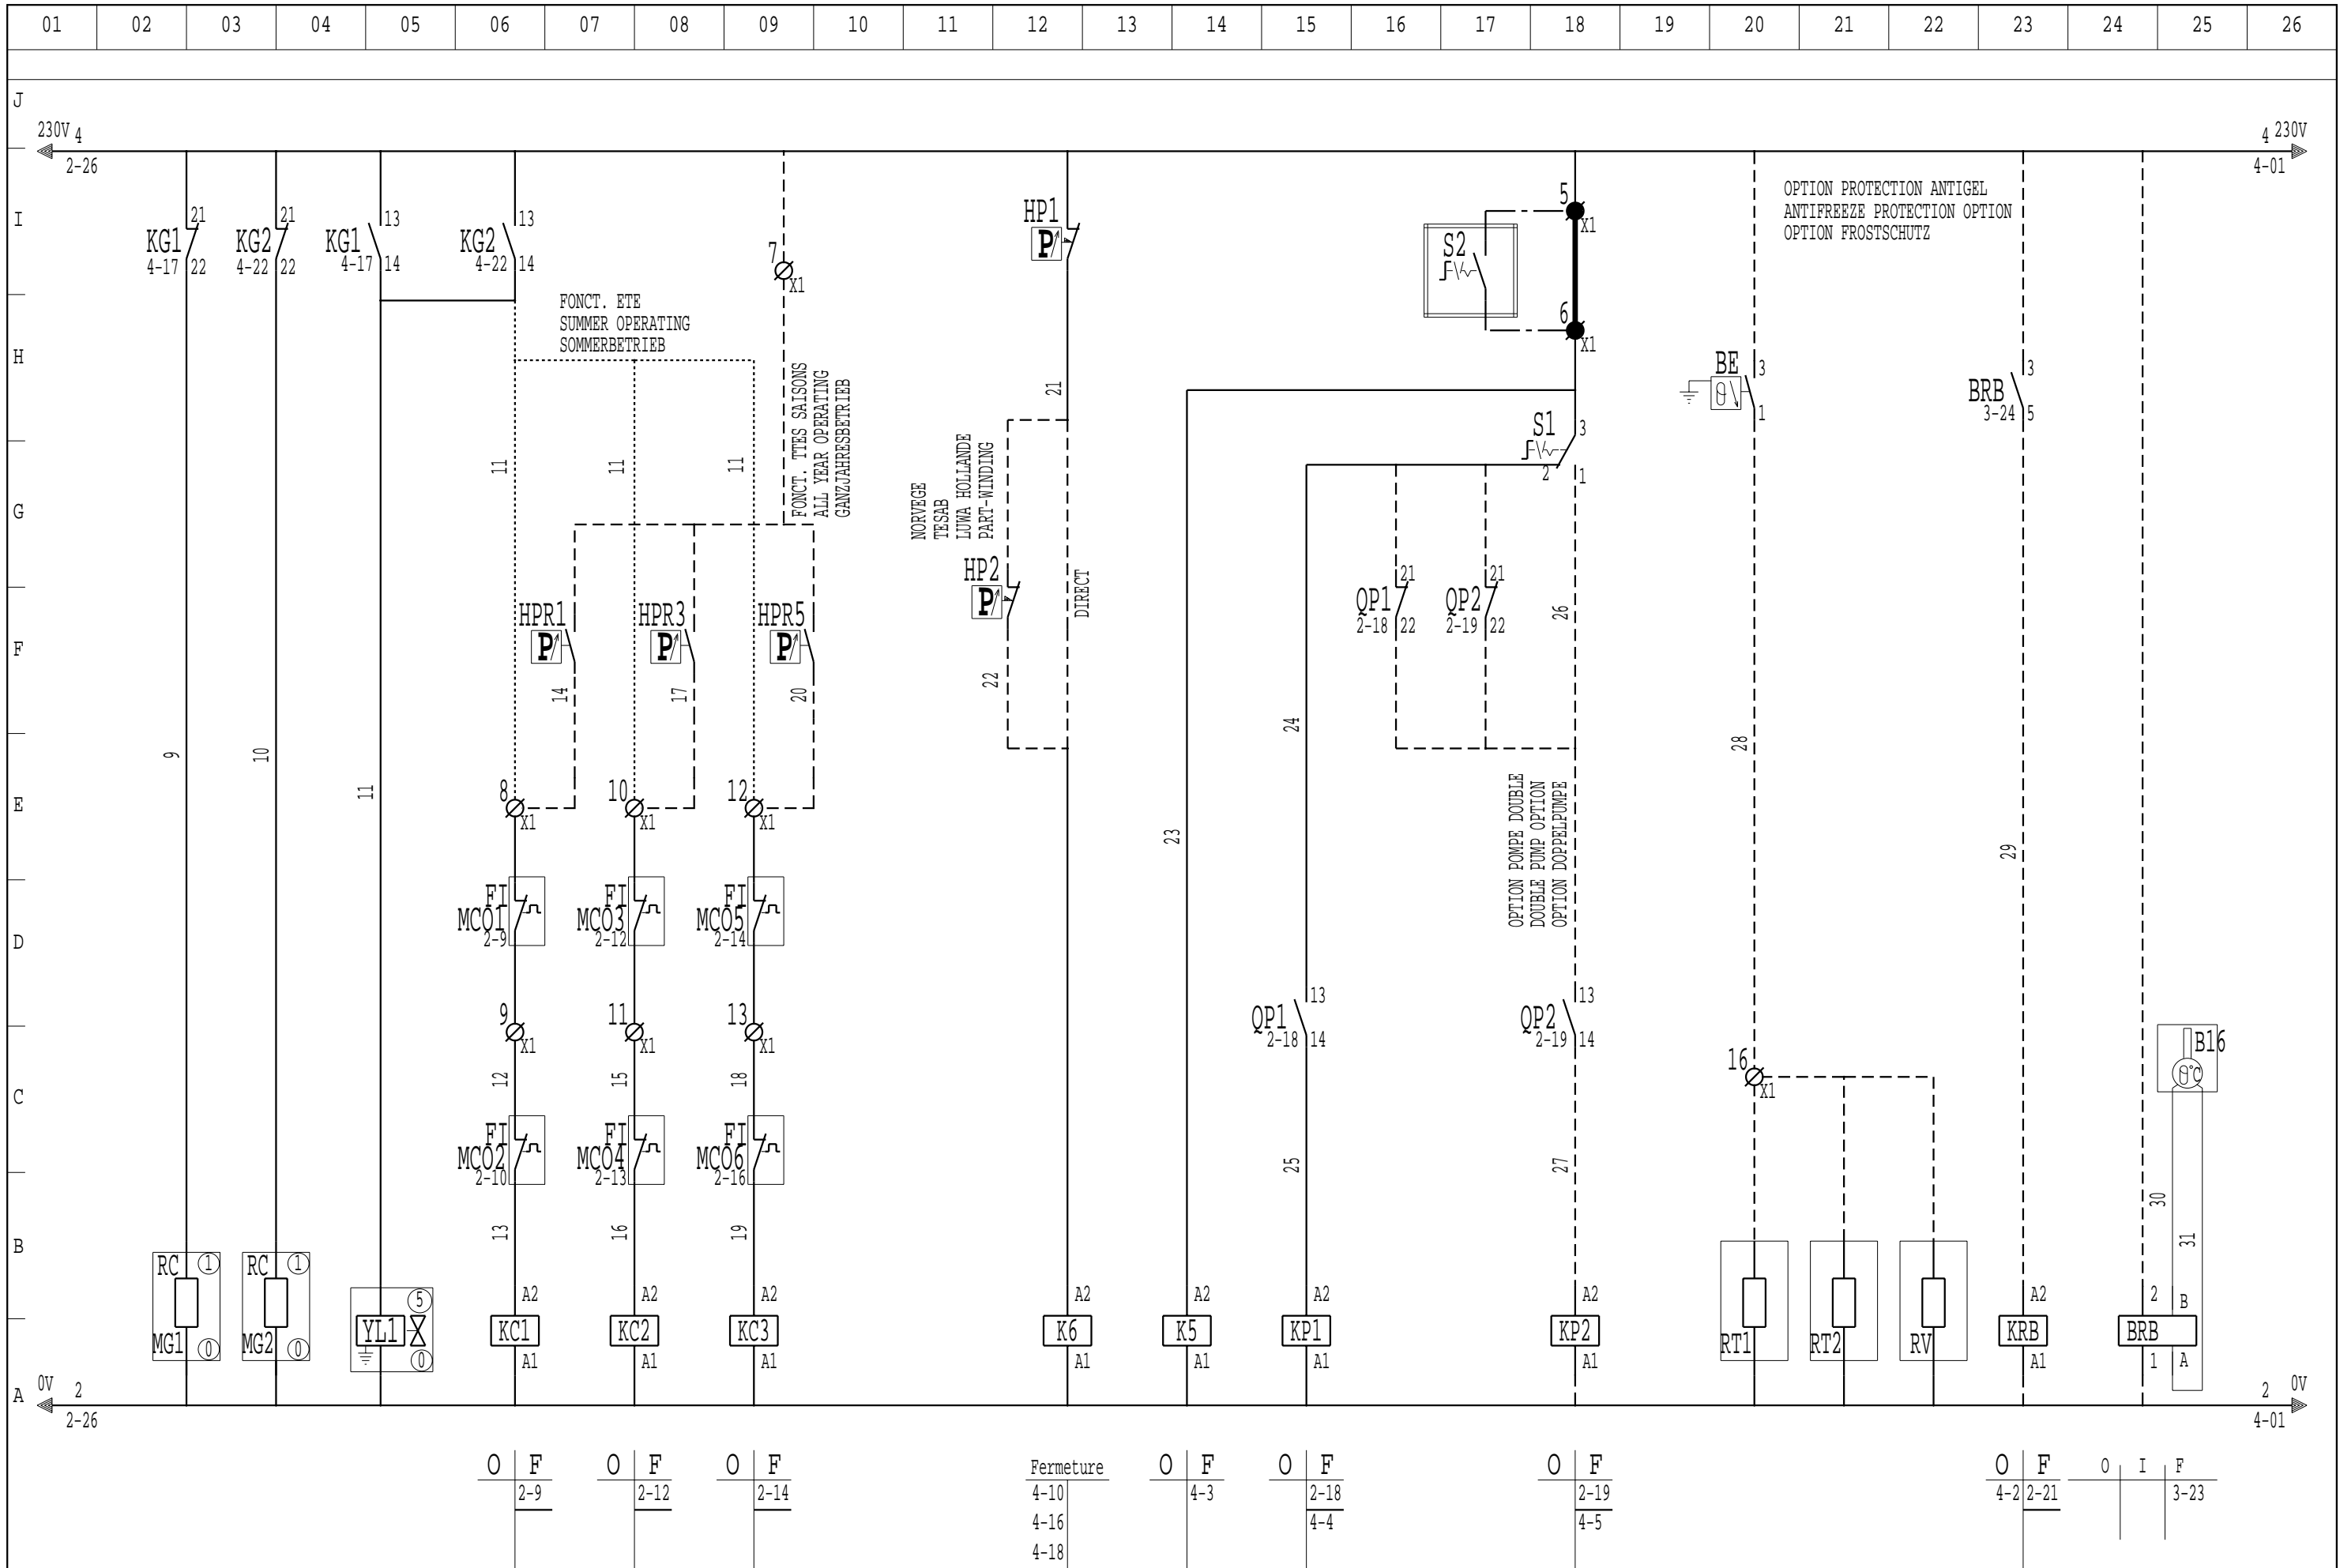 01 02 03 04 05 06 07 08 09 10 11 12 13 14 15 16 17 18 19 20 21 22 23 24 25 26
J
230V 4
2-26
4 230V
4-01
I
KG1
4-17
21
22
KG2
4-22
21
22
KG1
4-17
13
14
KG2
4-22
13
14
7
X1
HP1
P
S2
5
X1
6
X1
OPTION PROTECTION ANTIGEL
ANTIFREEZE PROTECTION OPTION
OPTION FROSTSCHUTZ
H
FONCT. ETE
SUMMER OPERATING
SOMMERBETRIEB
FONCT. TTES SAISONS
ALL YEAR OPERATING
GANZJAHRESBETRIEB
21
BE
θ
3
1
BRB
3-24
3
5
S1
3
2
1
G
11
11
11
NORVEGE
TESAB
LUWA HOLLANDE
PART-WINDING
HP2
P
DIRECT
22
QP1
2-18
21
22
QP2
2-19
21
22
26
F
HPR1
P
14
HPR3
P
17
HPR5
P
20
9
10
11
24
28
E
8
X1
10
X1
12
X1
23
OPTION POMPE DOUBLE
DOUBLE PUMP OPTION
OPTION DOPPELPUMPE
29
D
FI
MCO1
2-9
FI
MCO3
2-12
FI
MCO5
2-14
9
X1
11
X1
13
X1
QP1
2-18
13
14
QP2
2-19
13
14
C
12
15
18
16
X1
B16
θ°C
FI
MCO2
2-10
FI
MCO4
2-13
FI
MCO6
2-16
25
27
B
13
16
19
30
31
RC
1
MG1
0
RC
1
MG2
0
5
YL1
0
A2
KC1
A1
A2
KC2
A1
A2
KC3
A1
A2
K6
A1
A2
K5
A1
A2
KP1
A1
A2
KP2
A1
RT1
RT2
RV
A2
KRB
A1
2
B
BRB
1
A
A
0V 2
2-26
2 0V
4-01
O F
2-9
O F
2-12
O F
2-14
Fermeture
4-10
4-16
4-18
O F
4-3
O F
2-18
4-4
O F
2-19
4-5
O F
4-2 2-21
O I F
3-23